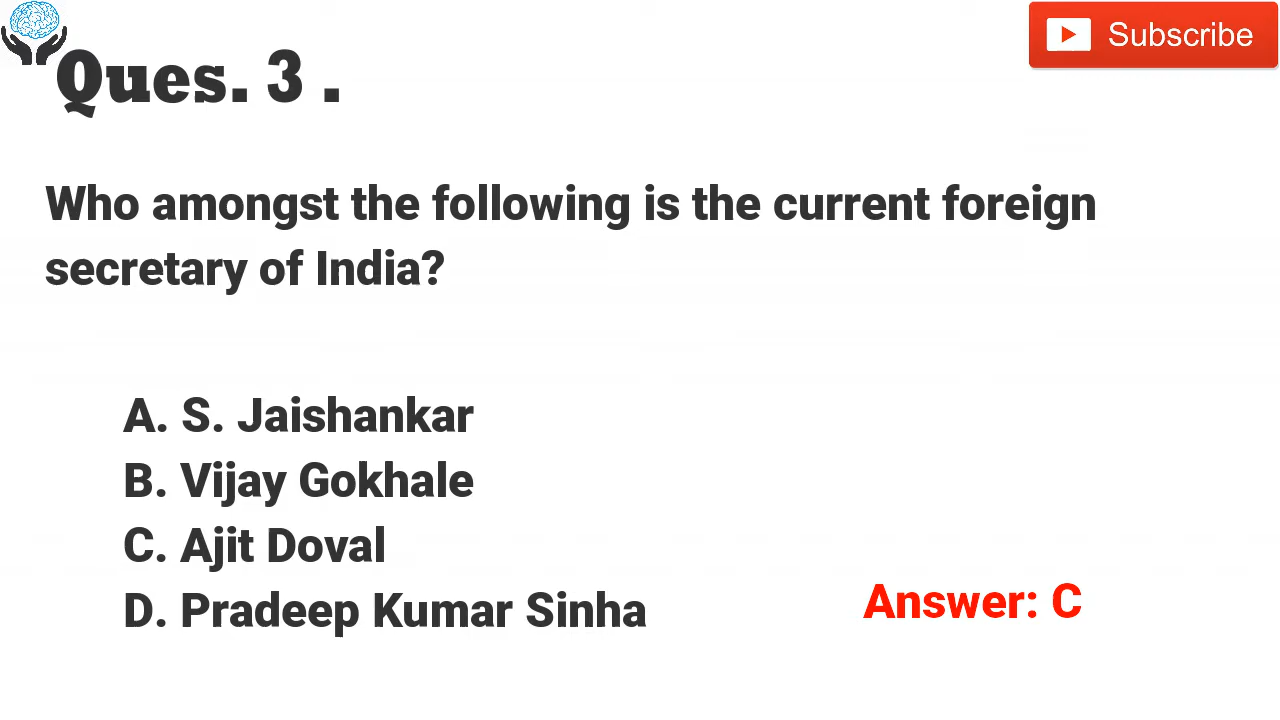 Subscribe
Ques. 3 .
Who amongst the following is the current foreign
secretary of India?
A. S. Jaishankar
B. Vijay Gokhale
C. Ajit Doval
D. Pradeep Kumar Sinha
Answer: C